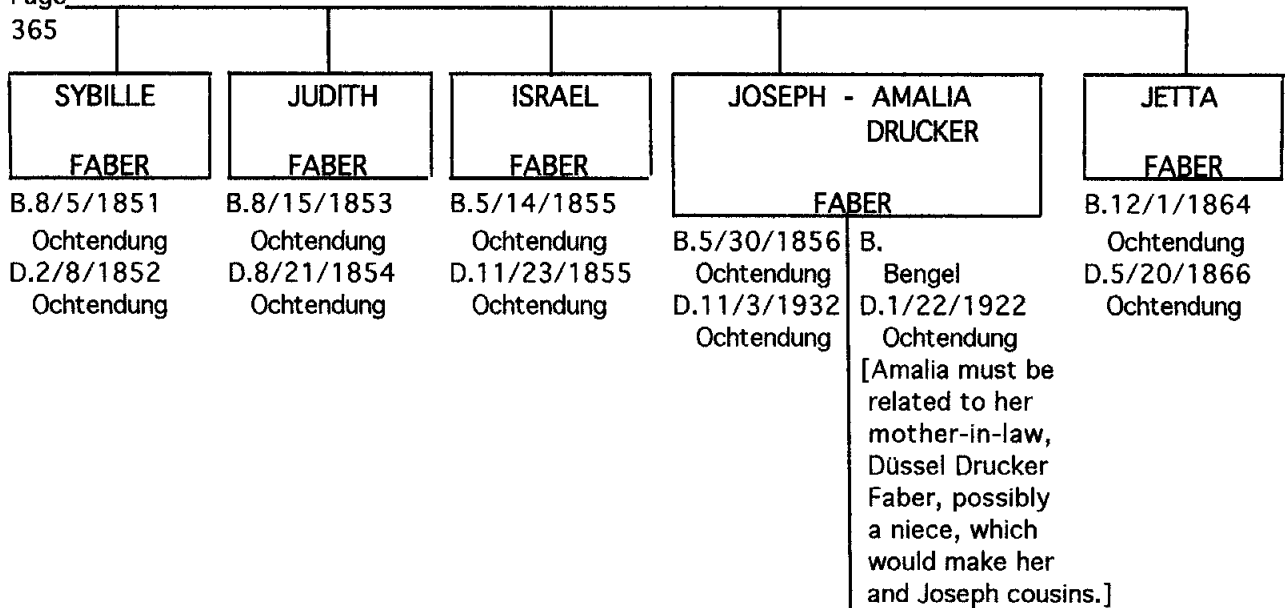 Page
365
SYBILLE
FABER
B.8/5/1851
Ochtendung
D.2/8/1852
Ochtendung
JUDITH
FABER
B.8/15/1853
Ochtendung
D.8/21/1854
Ochtendung
ISRAEL
FABER
B.5/14/1855
Ochtendung
D.11/23/1855
Ochtendung
JOSEPH - AMALIA
DRUCKER
FABER
B.5/30/1856
Ochtendung
D.11/3/1932
Ochtendung
B.
Bengel
D.1/22/1922
Ochtendung
[Amalia must be
related to her
mother-in-law,
Düssel Drucker
Faber, possibly
a niece, which
would make her
and Joseph cousins.]
JETTA
FABER
B.12/1/1864
Ochtendung
D.5/20/1866
Ochtendung